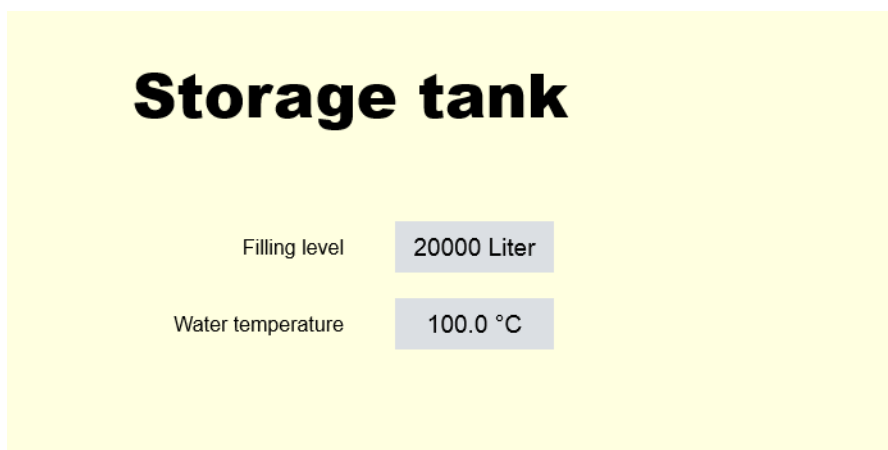 Storage tank
Filling level 20000 Liter
Water temperature 100.0 °C